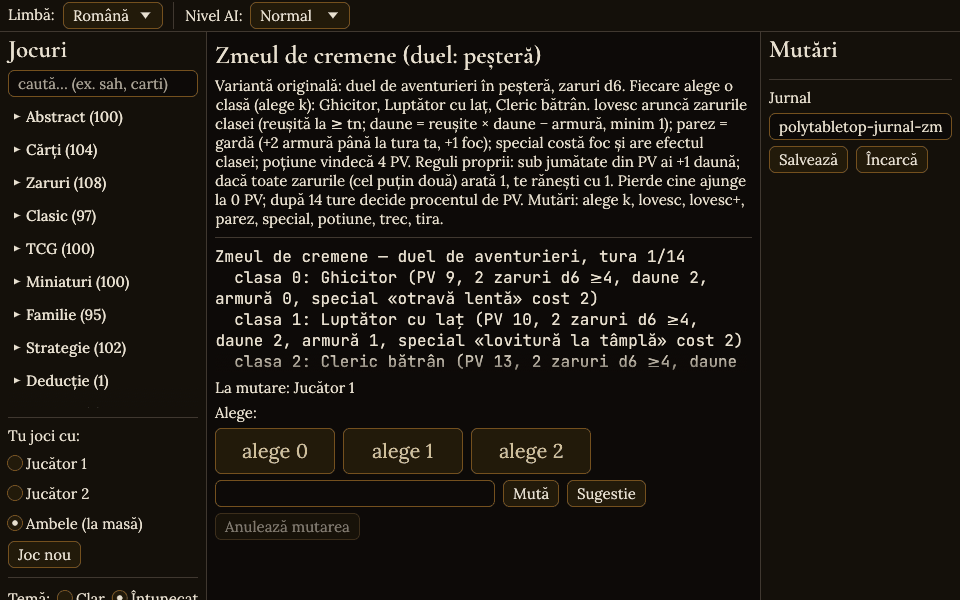 Limbă: Română Nivel AI: Normal
Jocuri
caută... (ex. sah, carti)
Abstract (100)
Cărți (104)
Zaruri (108)
Clasic (97)
TCG (100)
Miniaturi (100)
Familie (95)
Strategie (102)
Deducție (1)
Tu joci cu:
Jucător 1
Jucător 2
Ambele (la masă)
Joc nou
Temă: Clar Întunecat
Zmeul de cremene (duel: peșteră)
Variantă originală: duel de aventurieri în peșteră, zaruri d6. Fiecare alege o
clasă (alege k): Ghicitor, Luptător cu laț, Cleric bătrân. lovesc aruncă zarurile
clasei (reușită la ≥ tn; daune = reușite × daune − armură, minim 1); parez =
gardă (+2 armură până la tura ta, +1 foc); special costă foc și are efectul
clasei; poțiune vindecă 4 PV. Reguli proprii: sub jumătate din PV ai +1 daună;
dacă toate zarurile (cel puțin două) arată 1, te rănești cu 1. Pierde cine ajunge
la 0 PV; după 14 ture decide procentul de PV. Mutări: alege k, lovesc, lovesc+,
parez, special, potiune, trec, tira.
Zmeul de cremene — duel de aventurieri, tura 1/14
clasa 0: Ghicitor (PV 9, 2 zaruri d6 ≥4, daune 2,
armură 0, special «otravă lentă» cost 2)
clasa 1: Luptător cu laț (PV 10, 2 zaruri d6 ≥4,
daune 2, armură 1, special «lovitură la tâmplă» cost 2)
clasa 2: Cleric bătrân (PV 13, 2 zaruri d6 ≥4, daune
La mutare: Jucător 1
Alege:
alege 0 alege 1 alege 2
Mută Sugestie
Anulează mutarea
Mutări
Jurnal
polytabletop-jurnal-zm
Salvează Încarcă